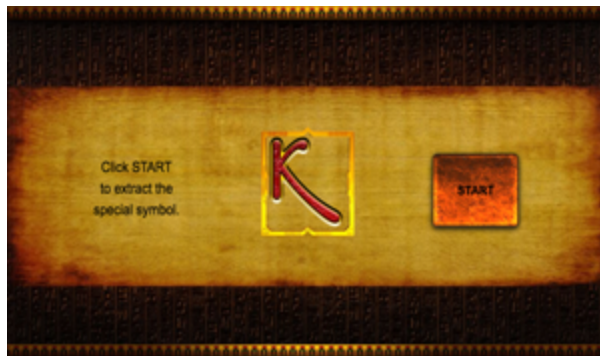 Click START
to extract the
special symbol.
K
START